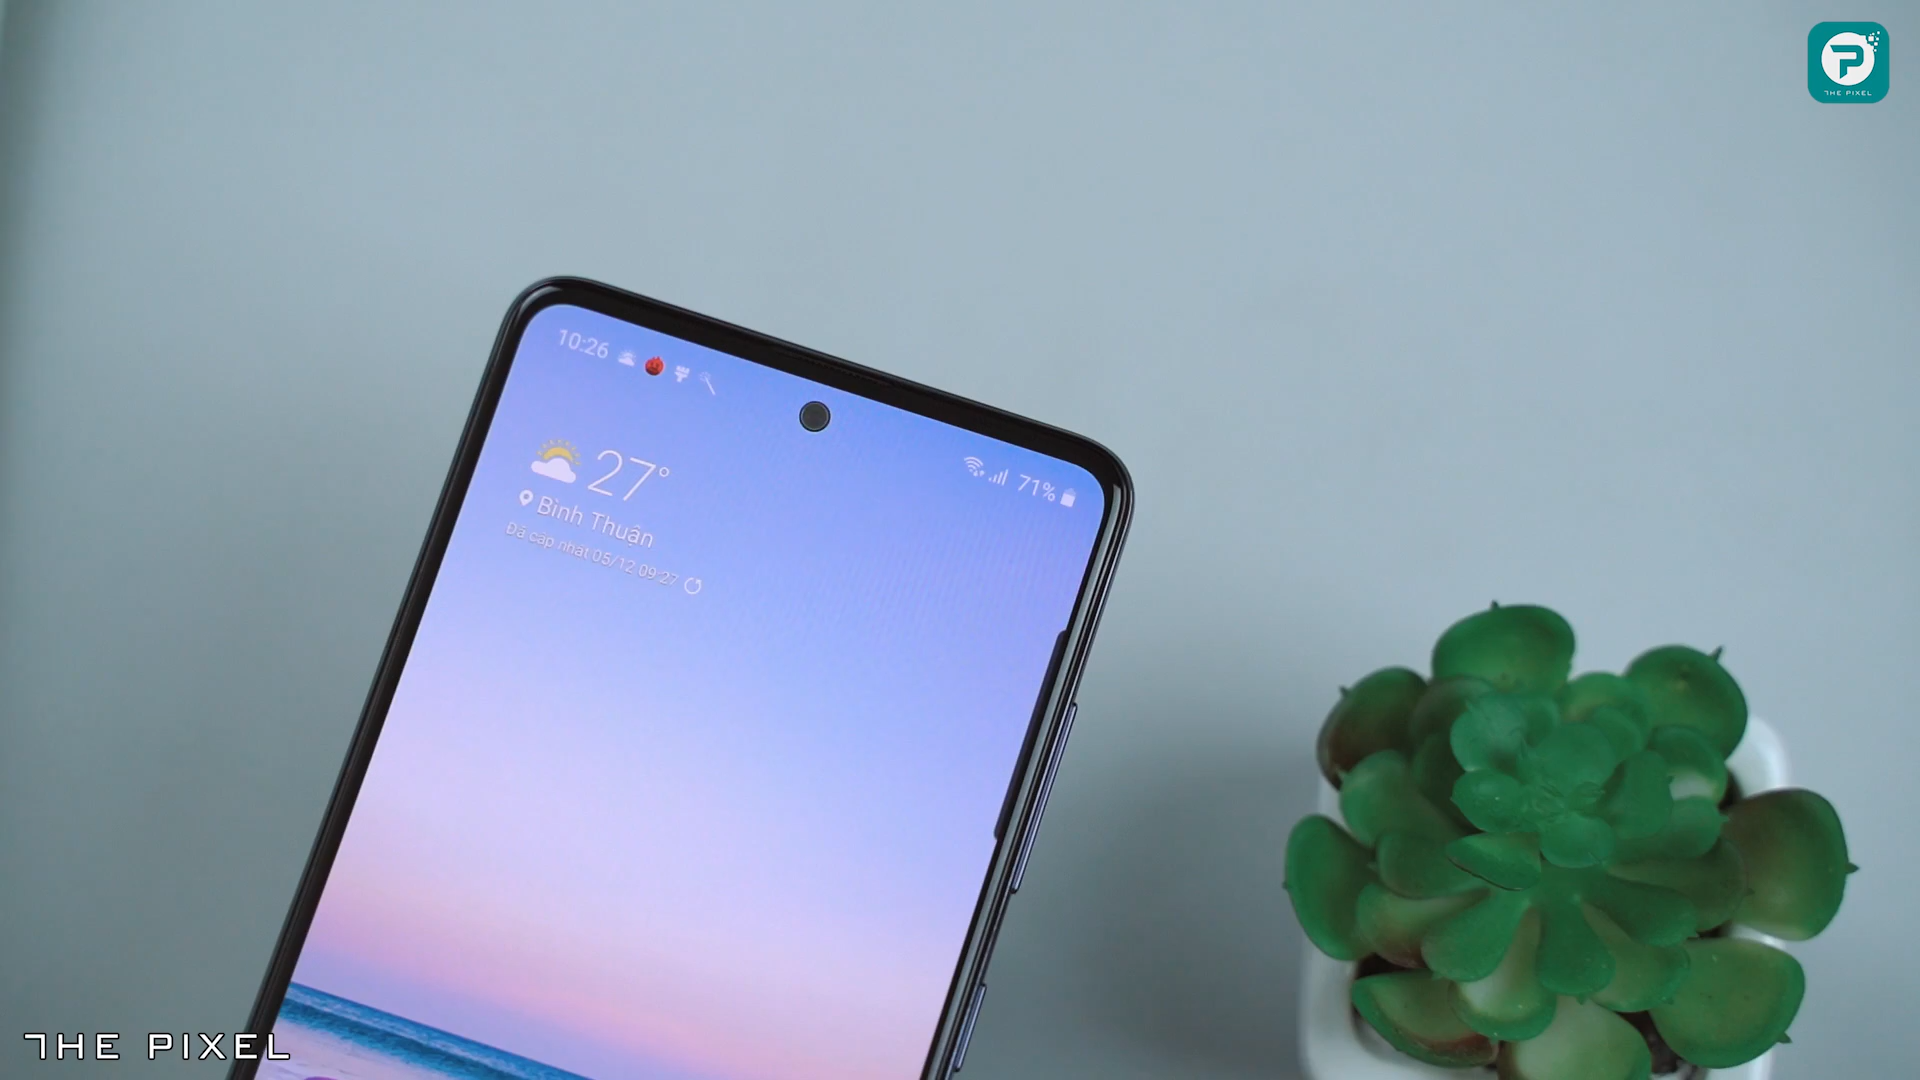 THE PIXEL
10:26
71%
27°
Bình Thuận
Đã cập nhật 05/12 09:27
THE PIXEL